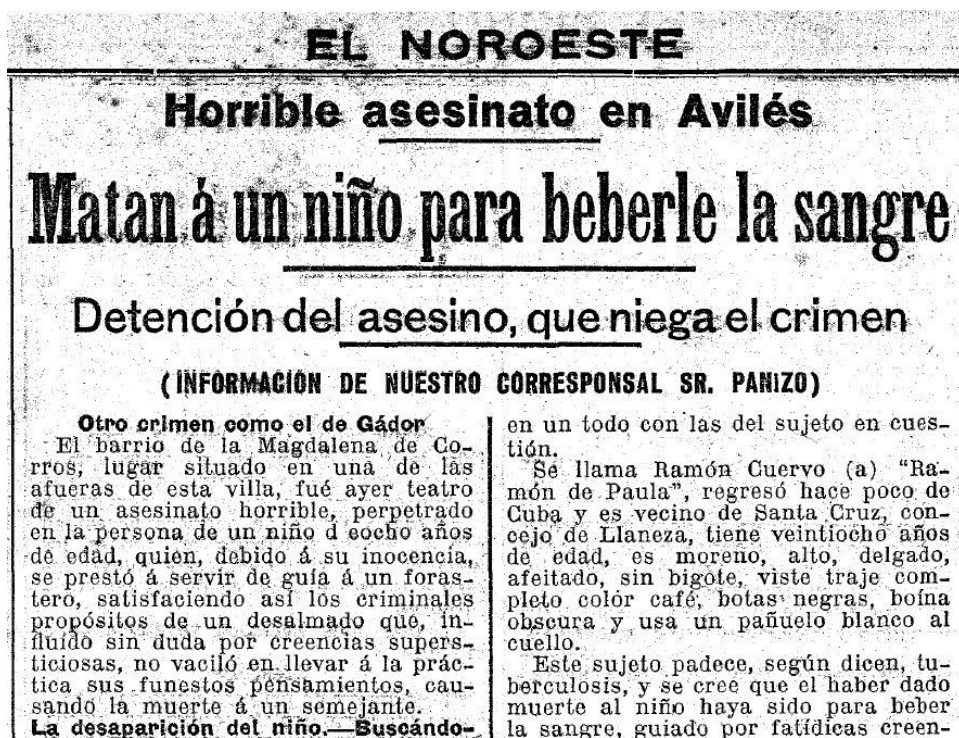 EL NOROESTE
Horrible asesinato en Avilés
Matan á un niño para beberle la sangre
Detención del asesino, que niega el crimen
(INFORMACION DE NUESTRO CORRESPONSAL SR. PANIZO)
Otro crimen como el de Gádor
El barrio de la Magdalena de Co-
rros, lugar situado en una de las
afueras de esta villa, fué ayer teatro
de un asesinato horrible, perpetrado
en la persona de un niño d eocho años
de edad, quien, debido á su inocencia,
se prestó á servir de guía á un foras-
tero, satisfaciendo así los criminales
propósitos de un desalmado que, in-
fluído sin duda por creencias supers-
ticiosas, no vaciló en llevar á la prác-
tica sus funestos pensamientos, cau-
sando la muerte á un semejante.
La desaparición del niño.—Buscándo-
en un todo con las del sujeto en cues-
tión.
Se llama Ramón Cuervo (a) "Ra-
món de Paula", regresó hace poco de
Cuba y es vecino de Santa Cruz, con-
cejo de Llaneza, tiene veintiocho años
de edad, es moreno, alto, delgado,
afeitado, sin bigote, viste traje com-
pleto color café, botas negras, boína
obscura y usa un pañuelo blanco al
cuello.
Este sujeto padece, según dicen, tu-
berculosis, y se cree que el haber dado
muerte al niño haya sido para beber
la sangre, guiado por fatídicas creen-